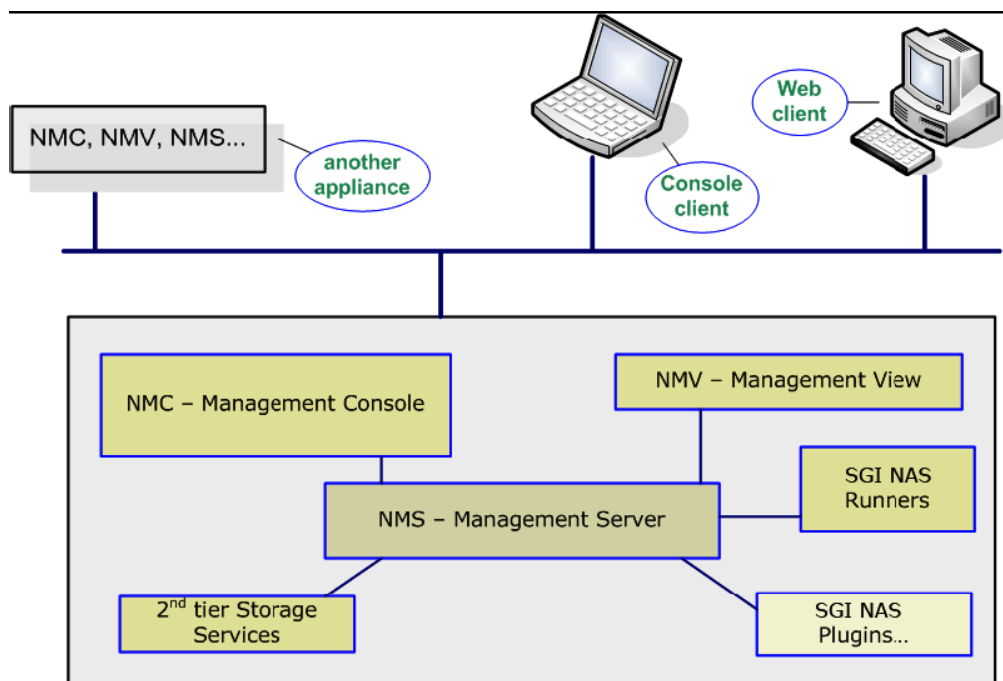 NMC, NMV, NMS...
another
appliance
Console
client
Web
client
NMC – Management Console
NMV – Management View
SGI NAS
Runners
NMS – Management Server
2nd tier Storage
Services
SGI NAS
Plugins...